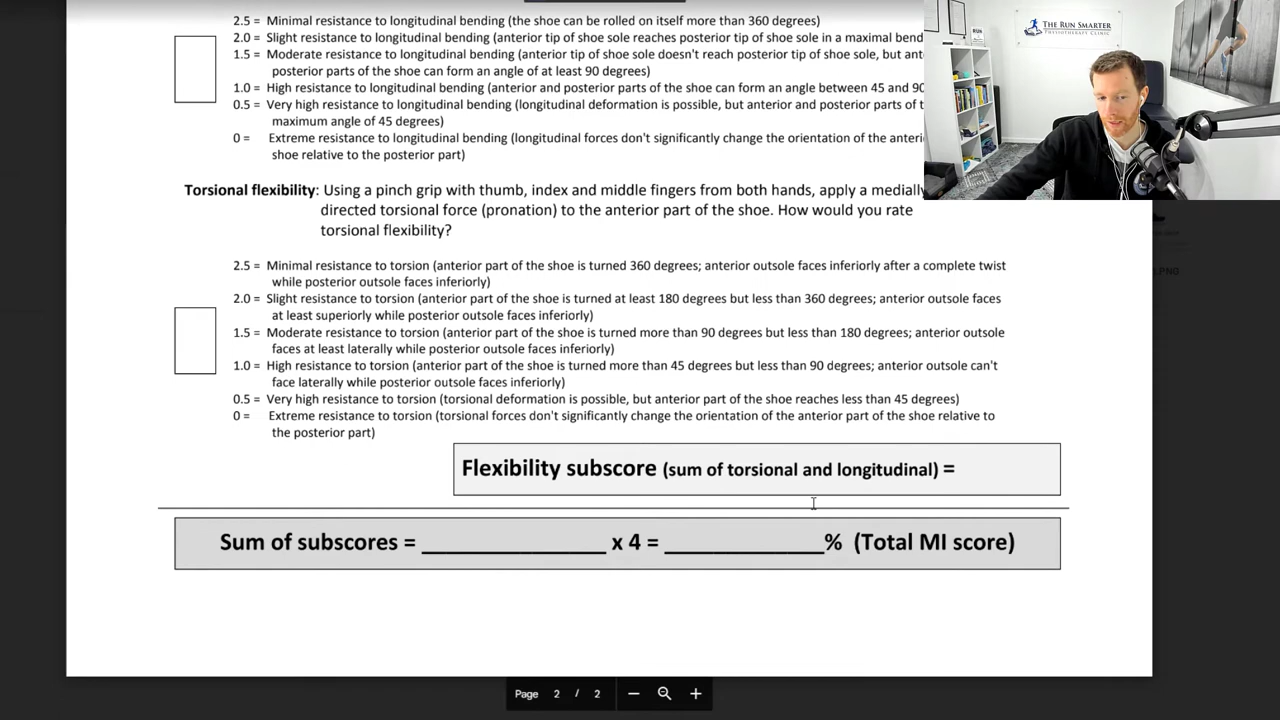 2.5 = Minimal resistance to longitudinal bending (the shoe can be rolled on itself more than 360 degrees)
2.0 = Slight resistance to longitudinal bending (anterior tip of shoe sole reaches posterior tip of shoe sole in a maximal bend
1.5 = Moderate resistance to longitudinal bending (anterior tip of shoe sole doesn't reach posterior tip of shoe sole, but ant
posterior parts of the shoe can form an angle of at least 90 degrees)
1.0 = High resistance to longitudinal bending (anterior and posterior parts of the shoe can form an angle between 45 and 90
0.5 = Very high resistance to longitudinal bending (longitudinal deformation is possible, but anterior and posterior parts of t
maximum angle of 45 degrees)
0 = Extreme resistance to longitudinal bending (longitudinal forces don't significantly change the orientation of the anteri
shoe relative to the posterior part)
Torsional flexibility: Using a pinch grip with thumb, index and middle fingers from both hands, apply a medially
directed torsional force (pronation) to the anterior part of the shoe. How would you rate
torsional flexibility?
2.5 = Minimal resistance to torsion (anterior part of the shoe is turned 360 degrees; anterior outsole faces inferiorly after a complete twist
while posterior outsole faces inferiorly)
2.0 = Slight resistance to torsion (anterior part of the shoe is turned at least 180 degrees but less than 360 degrees; anterior outsole faces
at least superiorly while posterior outsole faces inferiorly)
1.5 = Moderate resistance to torsion (anterior part of the shoe is turned more than 90 degrees but less than 180 degrees; anterior outsole
faces at least laterally while posterior outsole faces inferiorly)
1.0 = High resistance to torsion (anterior part of the shoe is turned more than 45 degrees but less than 90 degrees; anterior outsole can't
face laterally while posterior outsole faces inferiorly)
0.5 = Very high resistance to torsion (torsional deformation is possible, but anterior part of the shoe reaches less than 45 degrees)
0 = Extreme resistance to torsion (torsional forces don't significantly change the orientation of the anterior part of the shoe relative to
the posterior part)
Flexibility subscore (sum of torsional and longitudinal) =
Sum of subscores = _______________ x 4 = _____________% (Total MI score)
Page 2 / 2
THE RUN SMARTER
PHYSIOTHERAPY CLINIC
RUN
.PNG